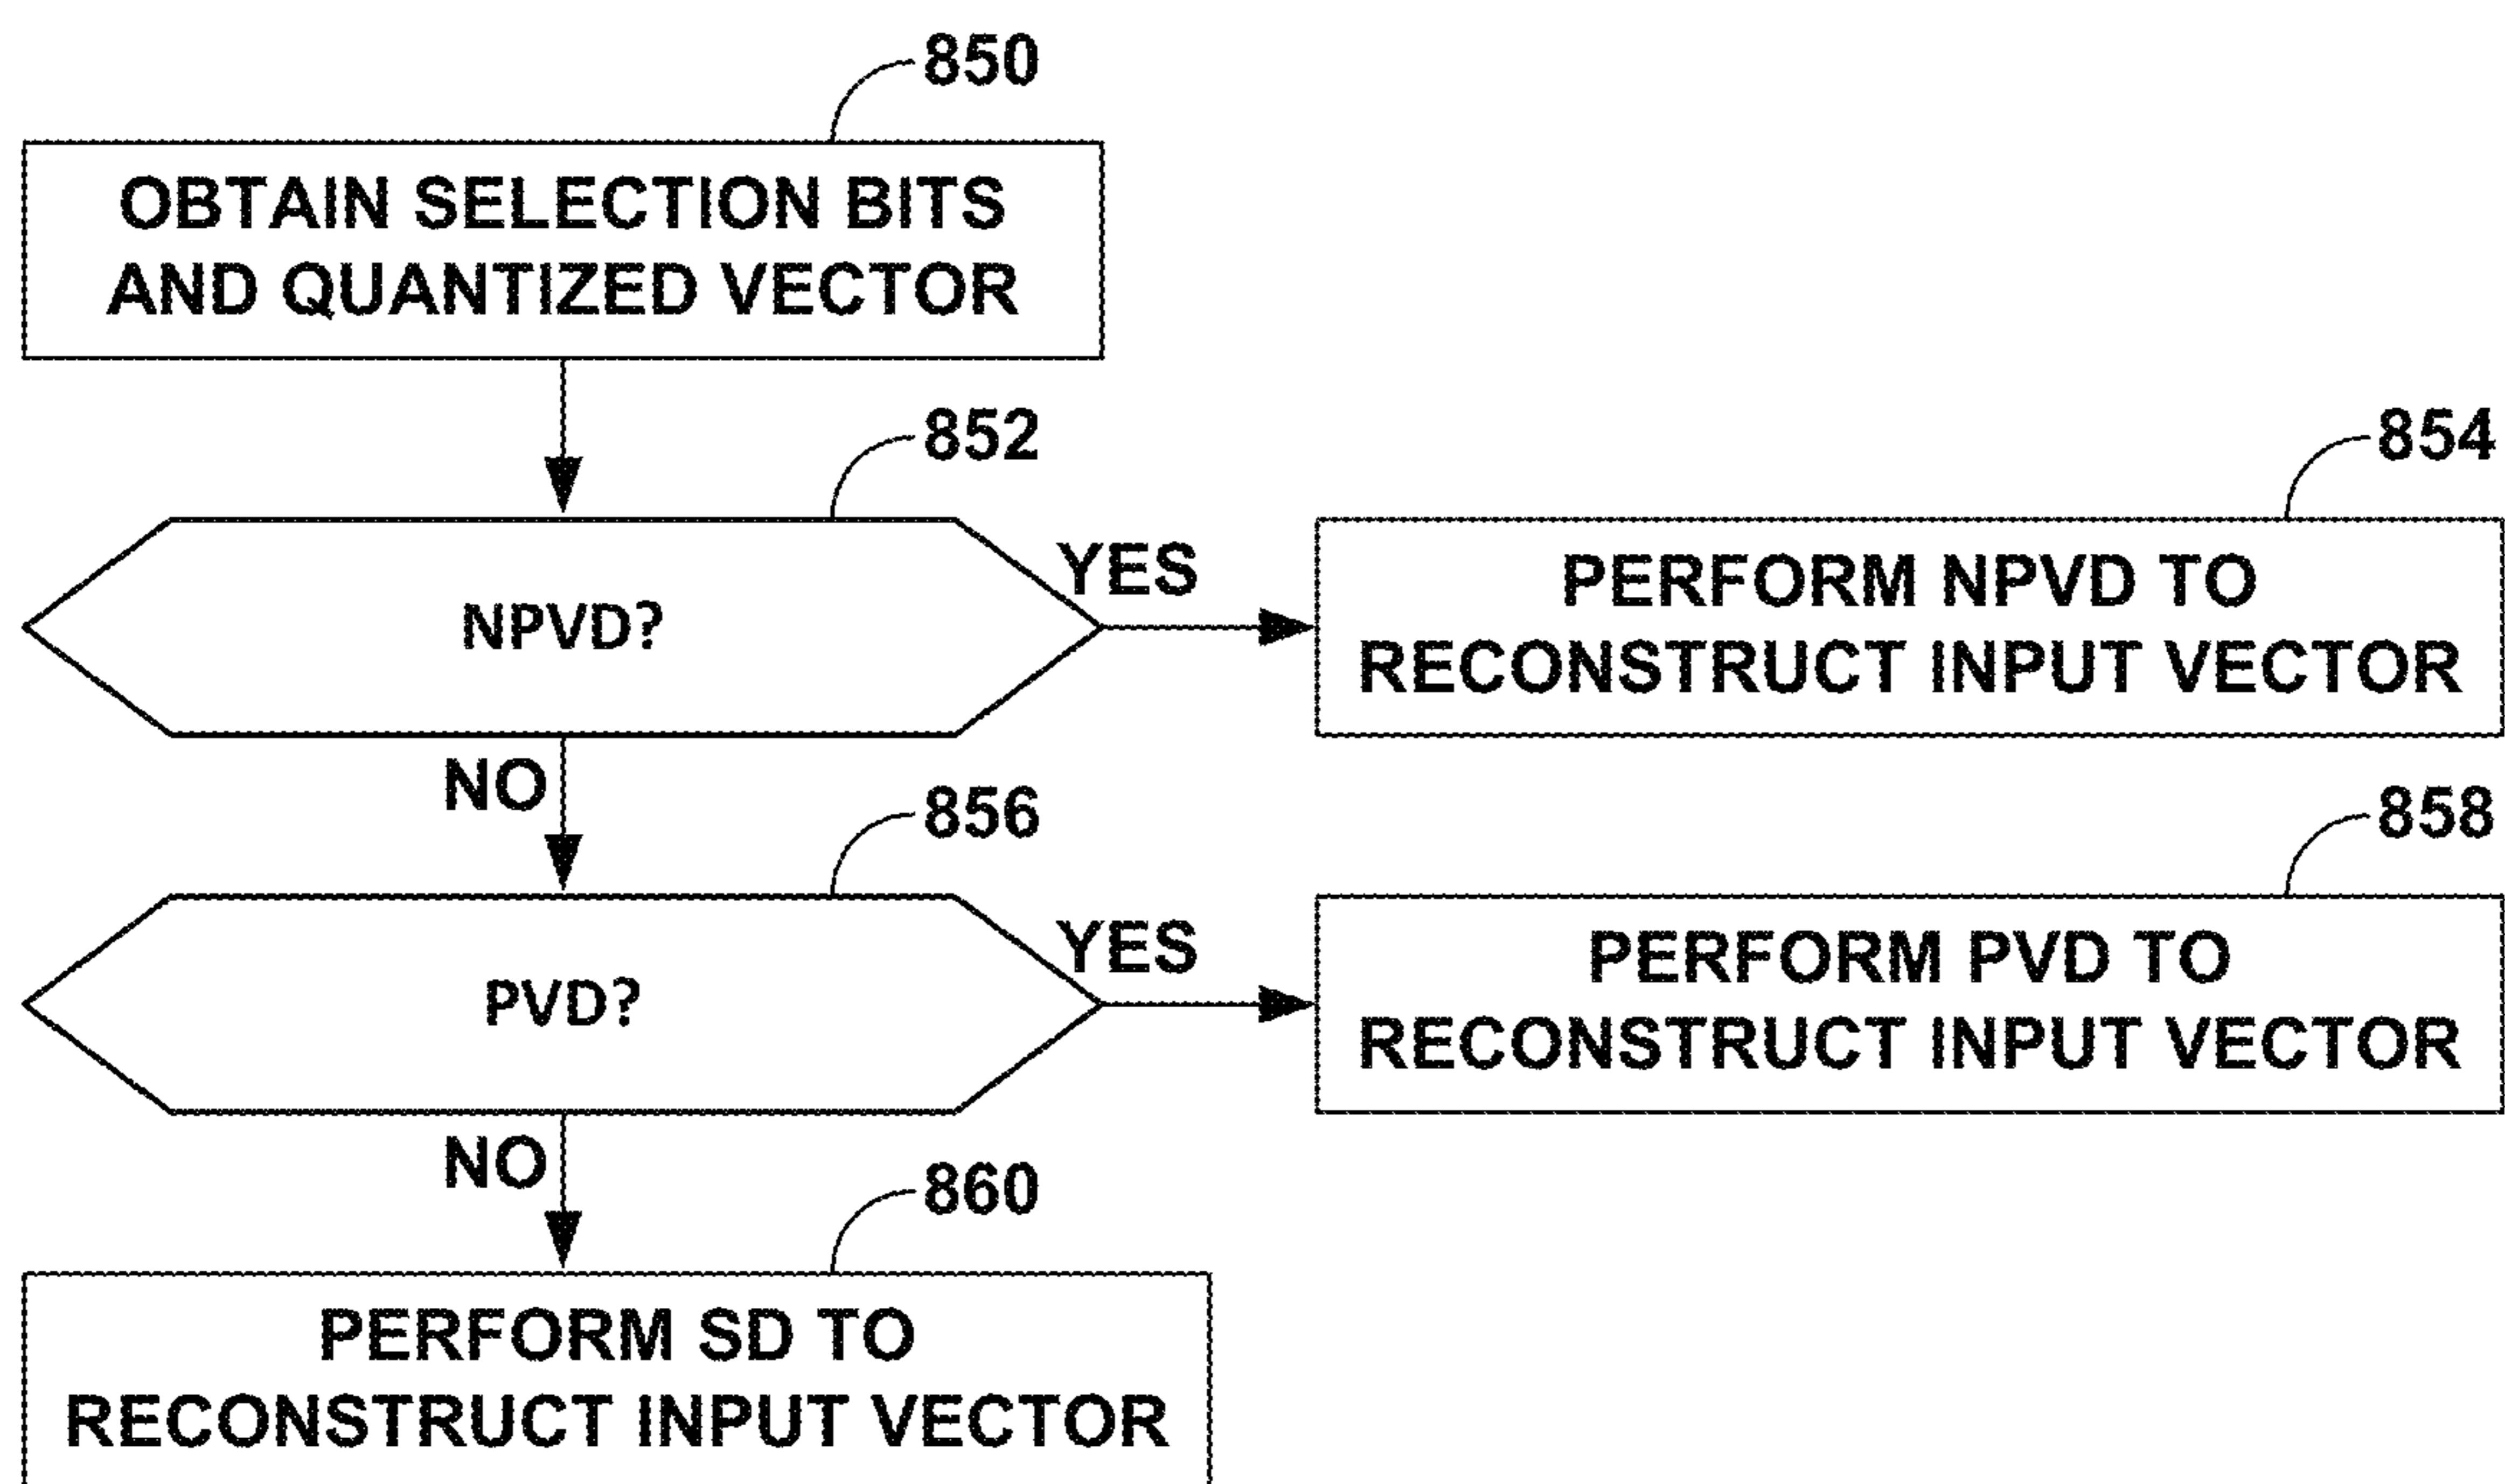 850
OBTAIN SELECTION BITS
AND QUANTIZED VECTOR
852
854
NPVD?
YES
PERFORM NPVD TO
RECONSTRUCT INPUT VECTOR
NO
856
858
PVD?
YES
PERFORM PVD TO
RECONSTRUCT INPUT VECTOR
NO
860
PERFORM SD TO
RECONSTRUCT INPUT VECTOR